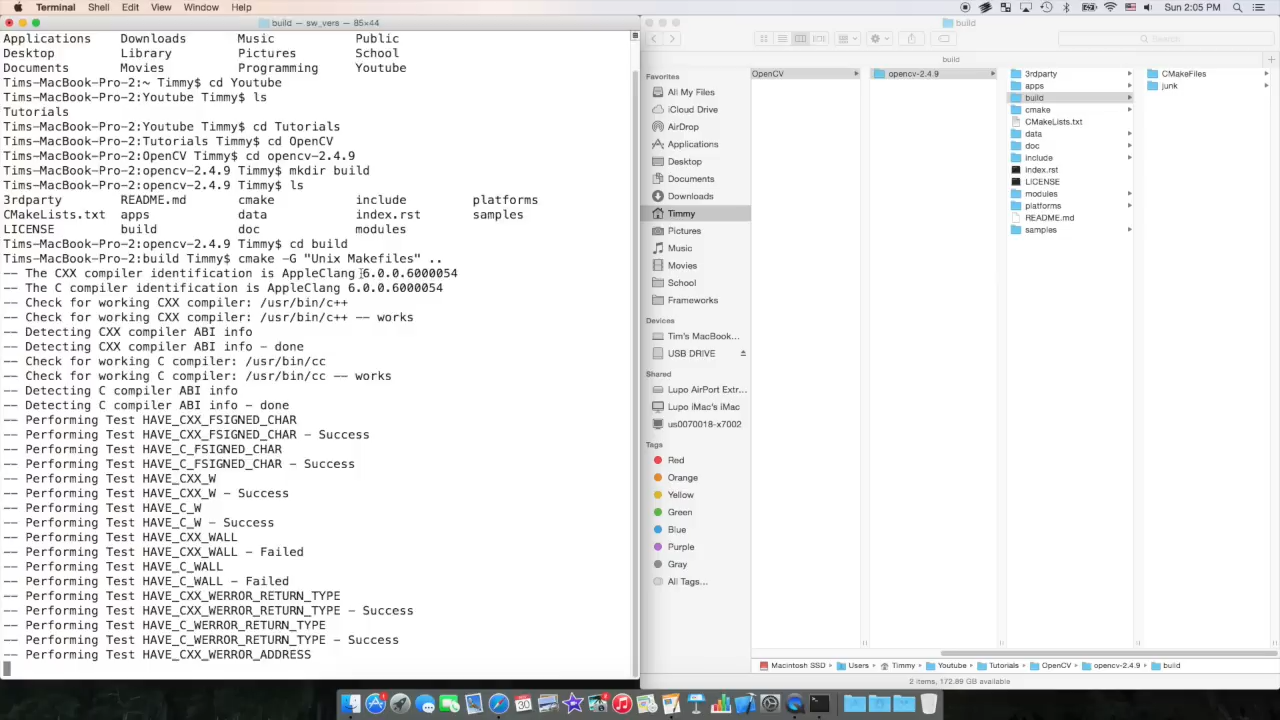 Terminal Shell Edit View Window Help
Sun 2:05 PM
build — sw_vers — 85×44
Applications Downloads Music Public
Desktop Library Pictures School
Documents Movies Programming Youtube
Tims-MacBook-Pro-2:~ Timmy$ cd Youtube
Tims-MacBook-Pro-2:Youtube Timmy$ ls
Tutorials
Tims-MacBook-Pro-2:Youtube Timmy$ cd Tutorials
Tims-MacBook-Pro-2:Tutorials Timmy$ cd OpenCV
Tims-MacBook-Pro-2:OpenCV Timmy$ cd opencv-2.4.9
Tims-MacBook-Pro-2:opencv-2.4.9 Timmy$ mkdir build
Tims-MacBook-Pro-2:opencv-2.4.9 Timmy$ ls
3rdparty README.md cmake include platforms
CMakeLists.txt apps data index.rst samples
LICENSE build doc modules
Tims-MacBook-Pro-2:opencv-2.4.9 Timmy$ cd build
Tims-MacBook-Pro-2:build Timmy$ cmake -G "Unix Makefiles" ..
-- The CXX compiler identification is AppleClang 6.0.0.6000054
-- The C compiler identification is AppleClang 6.0.0.6000054
-- Check for working CXX compiler: /usr/bin/c++
-- Check for working CXX compiler: /usr/bin/c++ -- works
-- Detecting CXX compiler ABI info
-- Detecting CXX compiler ABI info - done
-- Check for working C compiler: /usr/bin/cc
-- Check for working C compiler: /usr/bin/cc -- works
-- Detecting C compiler ABI info
-- Detecting C compiler ABI info - done
-- Performing Test HAVE_CXX_FSIGNED_CHAR
-- Performing Test HAVE_CXX_FSIGNED_CHAR - Success
-- Performing Test HAVE_C_FSIGNED_CHAR
-- Performing Test HAVE_C_FSIGNED_CHAR - Success
-- Performing Test HAVE_CXX_W
-- Performing Test HAVE_CXX_W - Success
-- Performing Test HAVE_C_W
-- Performing Test HAVE_C_W - Success
-- Performing Test HAVE_CXX_WALL
-- Performing Test HAVE_CXX_WALL - Failed
-- Performing Test HAVE_C_WALL
-- Performing Test HAVE_C_WALL - Failed
-- Performing Test HAVE_CXX_WERROR_RETURN_TYPE
-- Performing Test HAVE_CXX_WERROR_RETURN_TYPE - Success
-- Performing Test HAVE_C_WERROR_RETURN_TYPE
-- Performing Test HAVE_C_WERROR_RETURN_TYPE - Success
-- Performing Test HAVE_CXX_WERROR_ADDRESS
build
Search
build
Favorites
All My Files
iCloud Drive
AirDrop
Applications
Desktop
Documents
Downloads
Timmy
Pictures
Music
Movies
School
Frameworks
Devices
Tim's MacBook...
USB DRIVE
Shared
Lupo AirPort Extr...
Lupo iMac's iMac
us0070018-x7002
Tags
Red
Orange
Yellow
Green
Blue
Purple
Gray
All Tags...
OpenCV
opencv-2.4.9
3rdparty
apps
build
cmake
CMakeLists.txt
data
doc
include
index.rst
LICENSE
modules
platforms
README.md
samples
CMakeFiles
junk
Macintosh SSD Users Timmy Youtube Tutorials OpenCV opencv-2.4.9 build
2 items, 172.89 GB available
30